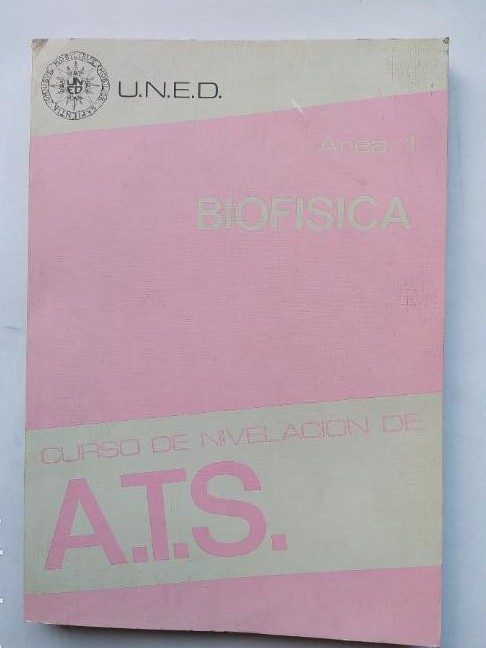 U.N.E.D.
Area 1
BIOFISICA
CURSO DE NIVELACION DE
A.T.S.